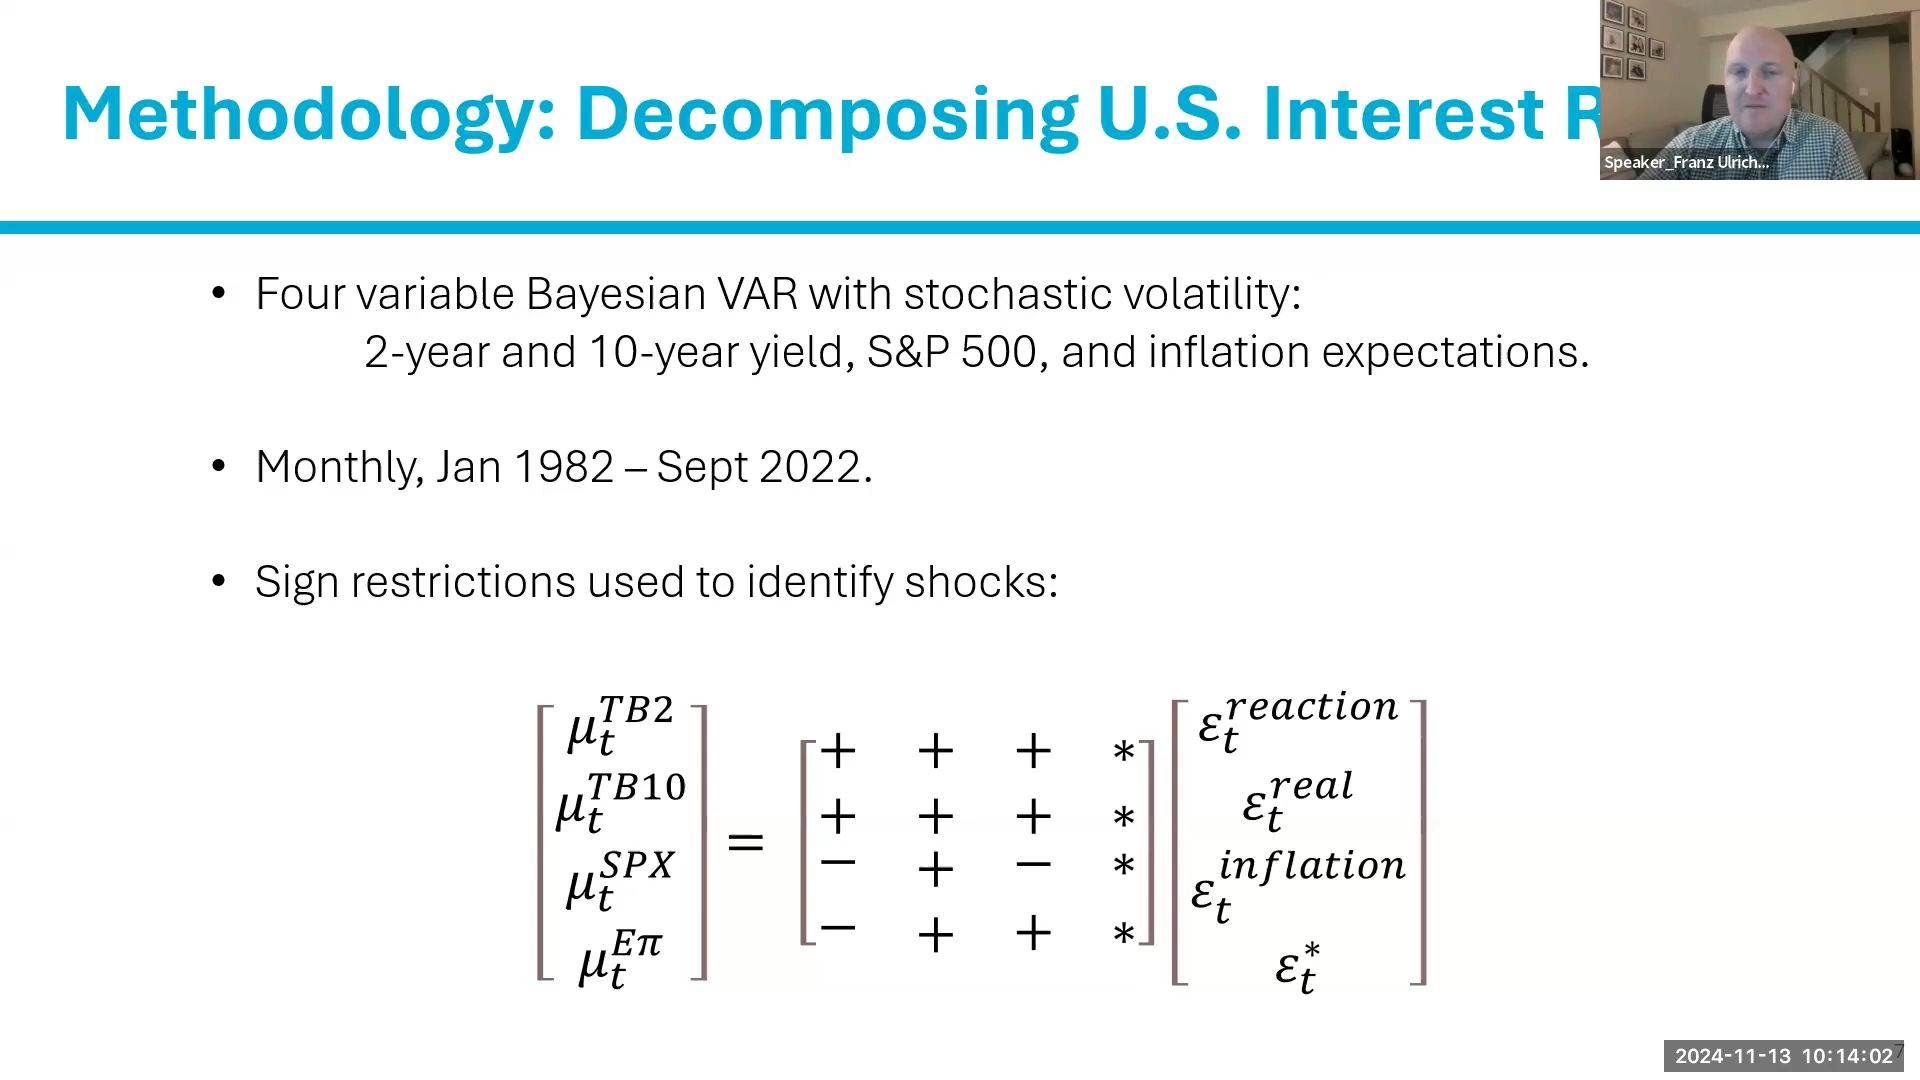 Methodology: Decomposing U.S. Interest R
Speaker_Franz Ulrich...
• Four variable Bayesian VAR with stochastic volatility:
2-year and 10-year yield, S&P 500, and inflation expectations.
• Monthly, Jan 1982 – Sept 2022.
• Sign restrictions used to identify shocks:
[μ_t^{TB2}
μ_t^{TB10}
μ_t^{SPX}
μ_t^{Eπ}]
=
[+ + + *
+ + + *
− + − *
− + + *]
[ε_t^{reaction}
ε_t^{real}
ε_t^{inflation}
ε_t^{*}]
2024-11-13 10:14:02
7